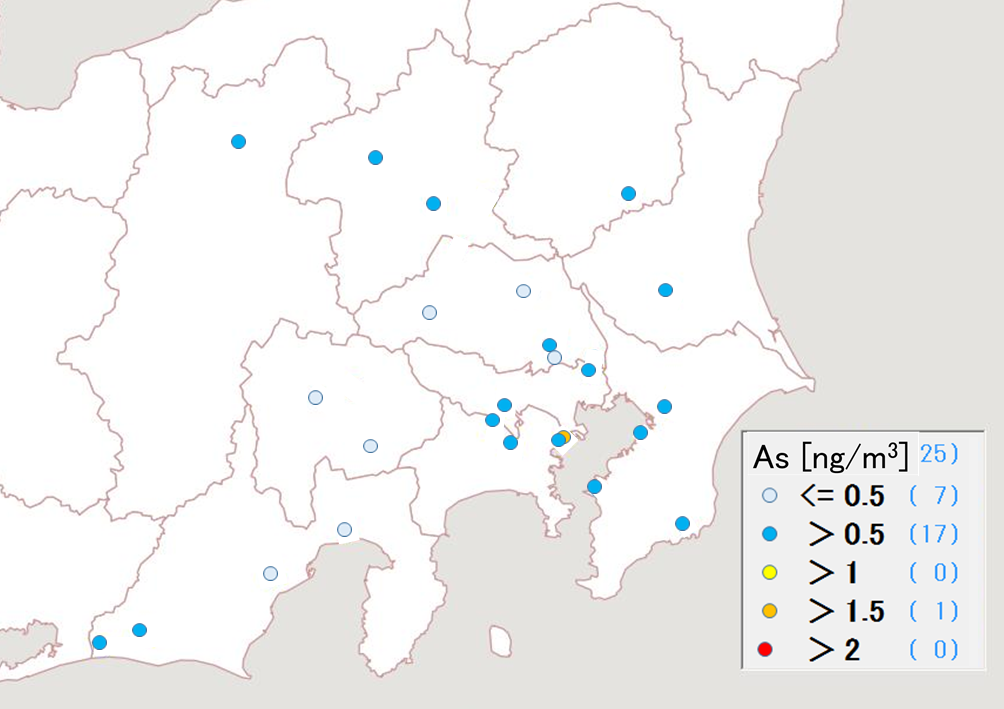 As [ng/m³] 25)
<= 0.5 ( 7)
> 0.5 (17)
> 1 ( 0)
> 1.5 ( 1)
> 2 ( 0)